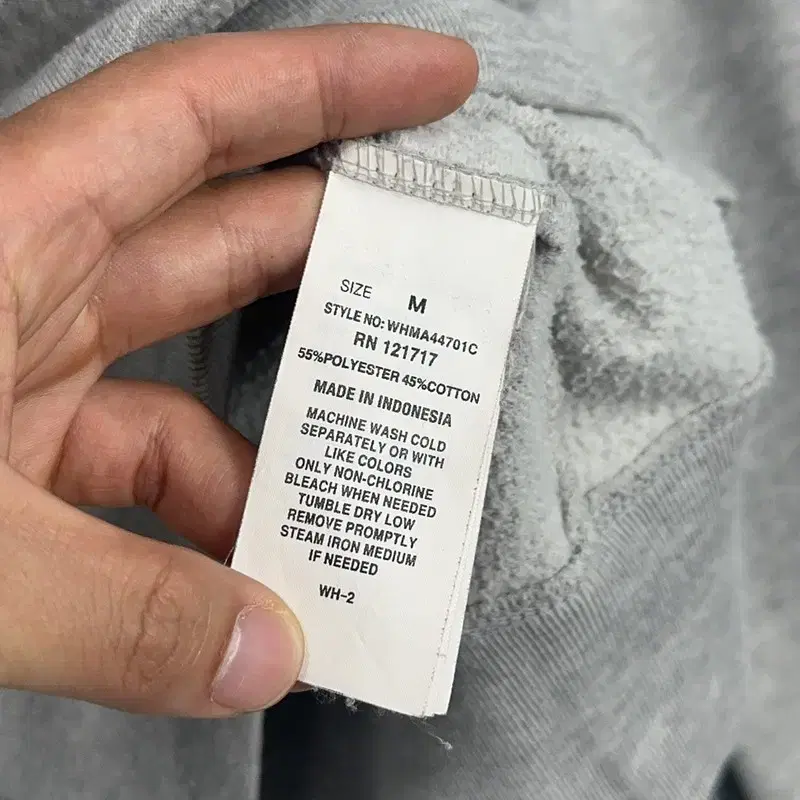 SIZE M
STYLE NO: WHMA44701C
RN 121717
55%POLYESTER 45%COTTON
MADE IN INDONESIA
MACHINE WASH COLD
SEPARATELY OR WITH
LIKE COLORS
ONLY NON-CHLORINE
BLEACH WHEN NEEDED
TUMBLE DRY LOW
REMOVE PROMPTLY
STEAM IRON MEDIUM
IF NEEDED
WH-2